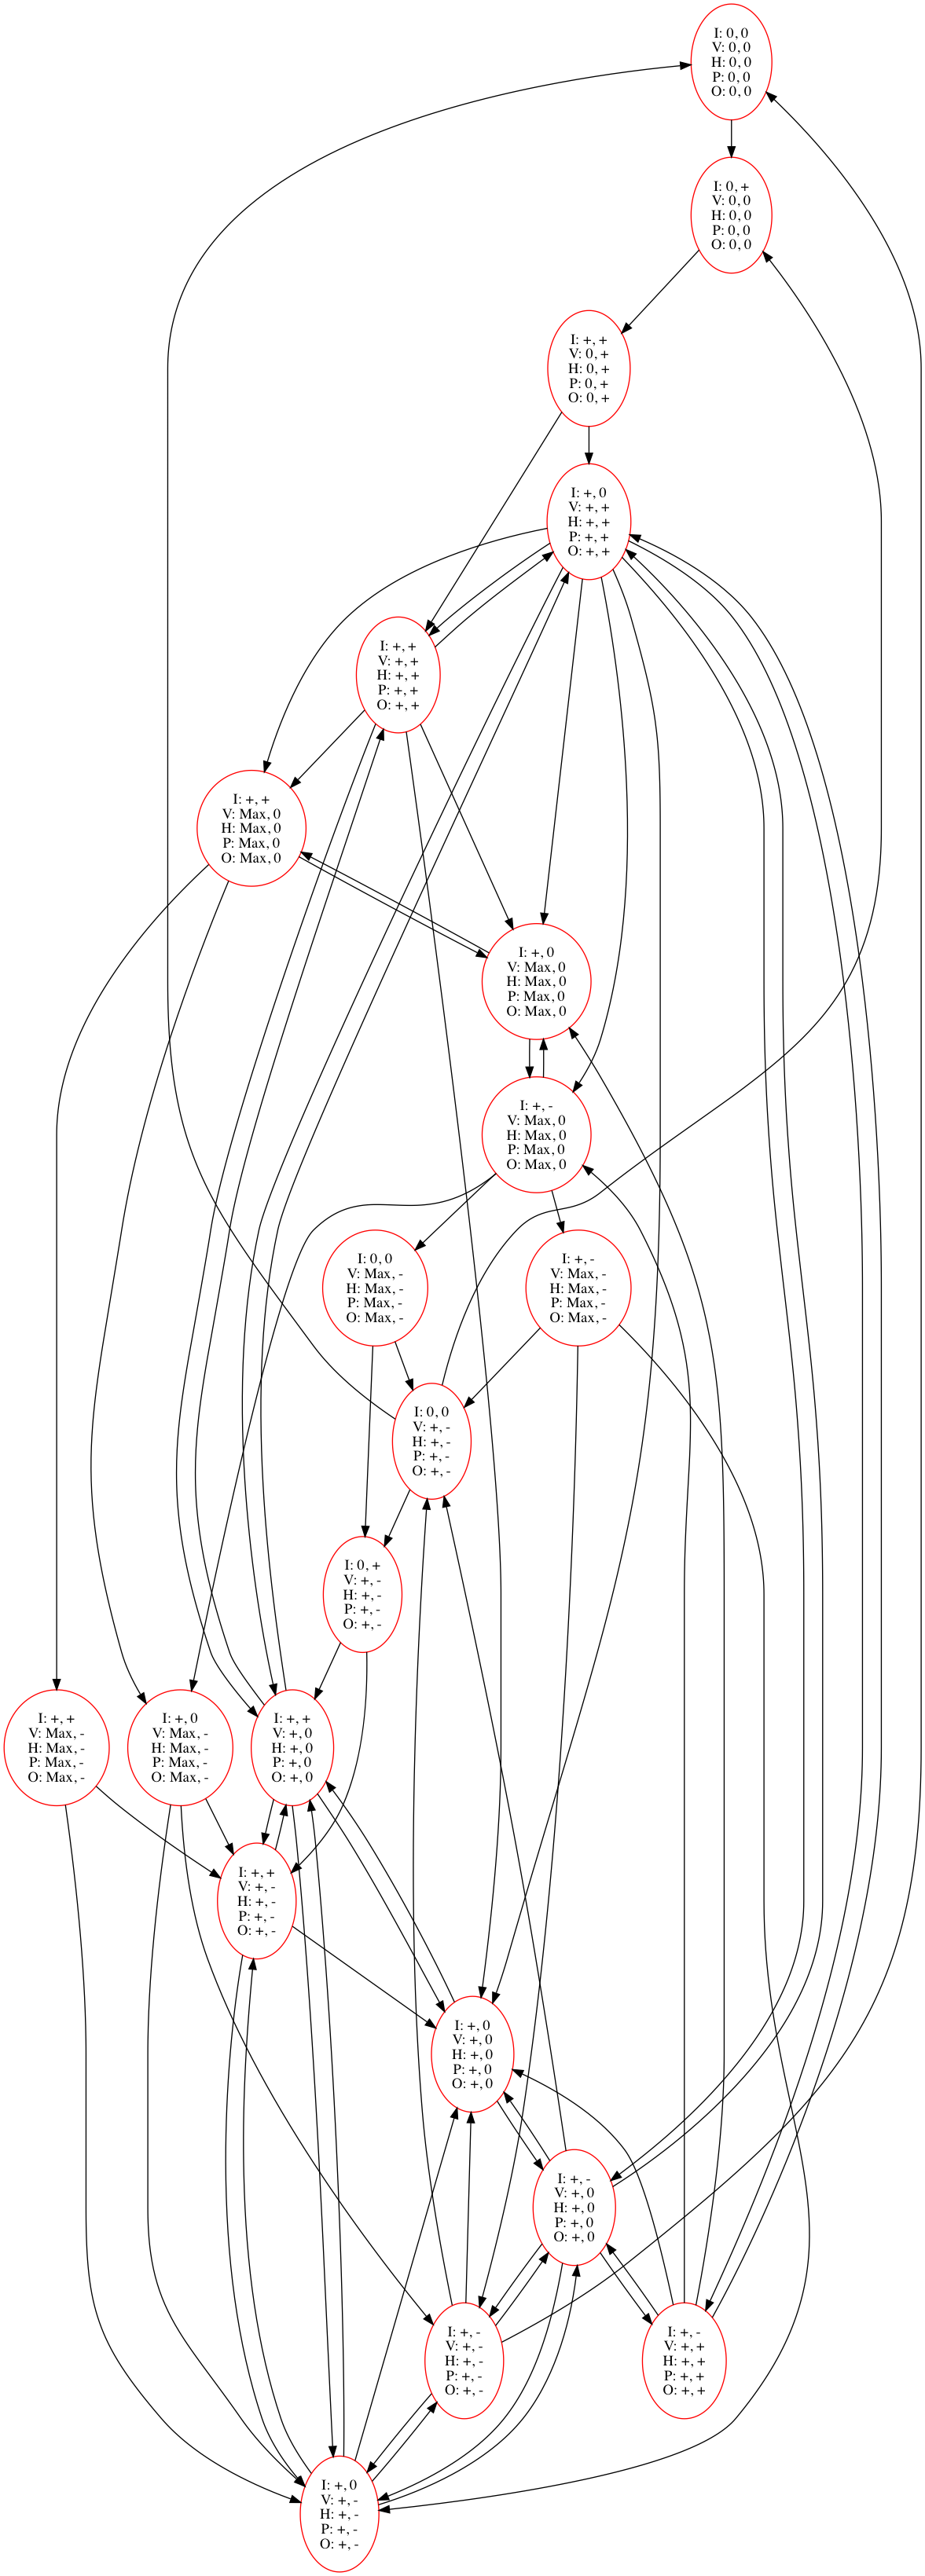 I: 0, 0
V: 0, 0
H: 0, 0
P: 0, 0
O: 0, 0
I: 0, +
V: 0, 0
H: 0, 0
P: 0, 0
O: 0, 0
I: +, +
V: 0, +
H: 0, +
P: 0, +
O: 0, +
I: +, 0
V: +, +
H: +, +
P: +, +
O: +, +
I: +, +
V: +, +
H: +, +
P: +, +
O: +, +
I: +, +
V: Max, 0
H: Max, 0
P: Max, 0
O: Max, 0
I: +, 0
V: Max, 0
H: Max, 0
P: Max, 0
O: Max, 0
I: +, -
V: Max, 0
H: Max, 0
P: Max, 0
O: Max, 0
I: 0, 0
V: Max, -
H: Max, -
P: Max, -
O: Max, -
I: +, -
V: Max, -
H: Max, -
P: Max, -
O: Max, -
I: 0, 0
V: +, -
H: +, -
P: +, -
O: +, -
I: 0, +
V: +, -
H: +, -
P: +, -
O: +, -
I: +, +
V: Max, -
H: Max, -
P: Max, -
O: Max, -
I: +, 0
V: Max, -
H: Max, -
P: Max, -
O: Max, -
I: +, +
V: +, 0
H: +, 0
P: +, 0
O: +, 0
I: +, +
V: +, -
H: +, -
P: +, -
O: +, -
I: +, 0
V: +, 0
H: +, 0
P: +, 0
O: +, 0
I: +, -
V: +, 0
H: +, 0
P: +, 0
O: +, 0
I: +, -
V: +, -
H: +, -
P: +, -
O: +, -
I: +, -
V: +, +
H: +, +
P: +, +
O: +, +
I: +, 0
V: +, -
H: +, -
P: +, -
O: +, -